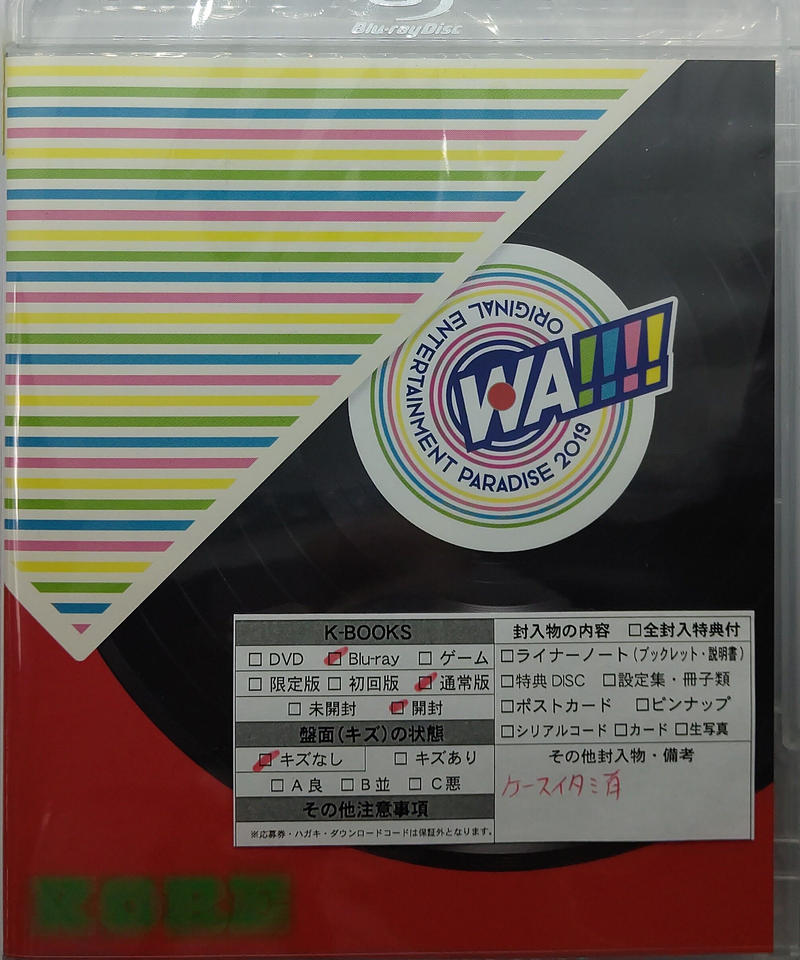 Blu-ray Disc
ORIGINAL ENTERTAINMENT PARADISE 2019
WA!!!!
K-BOOKS
□ DVD □ Blu-ray □ ゲーム
□ 限定版 □ 初回版 □ 通常版
□ 未開封 □ 開封
盤面(キズ)の状態
□ キズなし □ キズあり
□ A 良 □ B 並 □ C 悪
その他注意事項
※応募券・ハガキ・ダウンロードコードは保証外となります。
封入物の内容 □全封入特典付
□ライナーノート(ブックレット・説明書)
□特典 DISC □設定集・冊子類
□ポストカード □ピンナップ
□シリアルコード □カード □生写真
その他封入物・備考
ケースイタミ有
KOBE